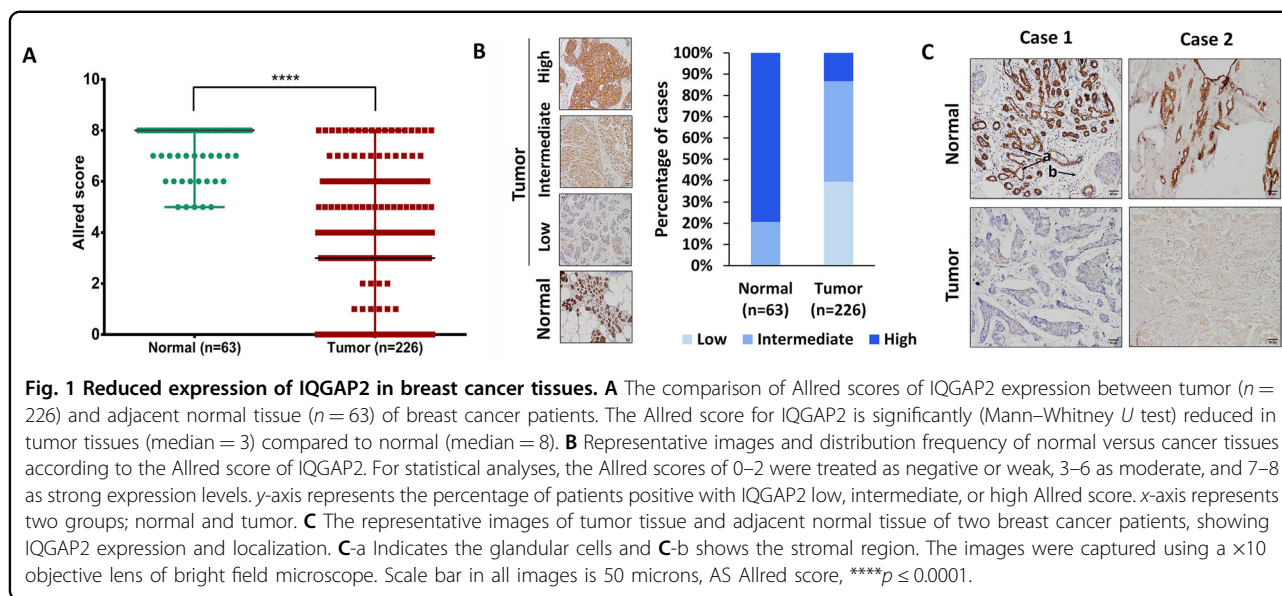 A
****
Allred score
10
8
6
4
2
0
Normal (n=63)
Tumor (n=226)
B
Tumor
High
Intermediate
Low
Normal
Percentage of cases
100%
90%
80%
70%
60%
50%
40%
30%
20%
10%
0%
Normal
(n=63)
Tumor
(n=226)
Low
Intermediate
High
C
Case 1
Case 2
Normal
a
b
Tumor
Fig. 1 Reduced expression of IQGAP2 in breast cancer tissues. A The comparison of Allred scores of IQGAP2 expression between tumor (n =
226) and adjacent normal tissue (n = 63) of breast cancer patients. The Allred score for IQGAP2 is significantly (Mann–Whitney U test) reduced in
tumor tissues (median = 3) compared to normal (median = 8). B Representative images and distribution frequency of normal versus cancer tissues
according to the Allred score of IQGAP2. For statistical analyses, the Allred scores of 0–2 were treated as negative or weak, 3–6 as moderate, and 7–8
as strong expression levels. y-axis represents the percentage of patients positive with IQGAP2 low, intermediate, or high Allred score. x-axis represents
two groups; normal and tumor. C The representative images of tumor tissue and adjacent normal tissue of two breast cancer patients, showing
IQGAP2 expression and localization. C-a Indicates the glandular cells and C-b shows the stromal region. The images were captured using a ×10
objective lens of bright field microscope. Scale bar in all images is 50 microns, AS Allred score, ****p ≤ 0.0001.